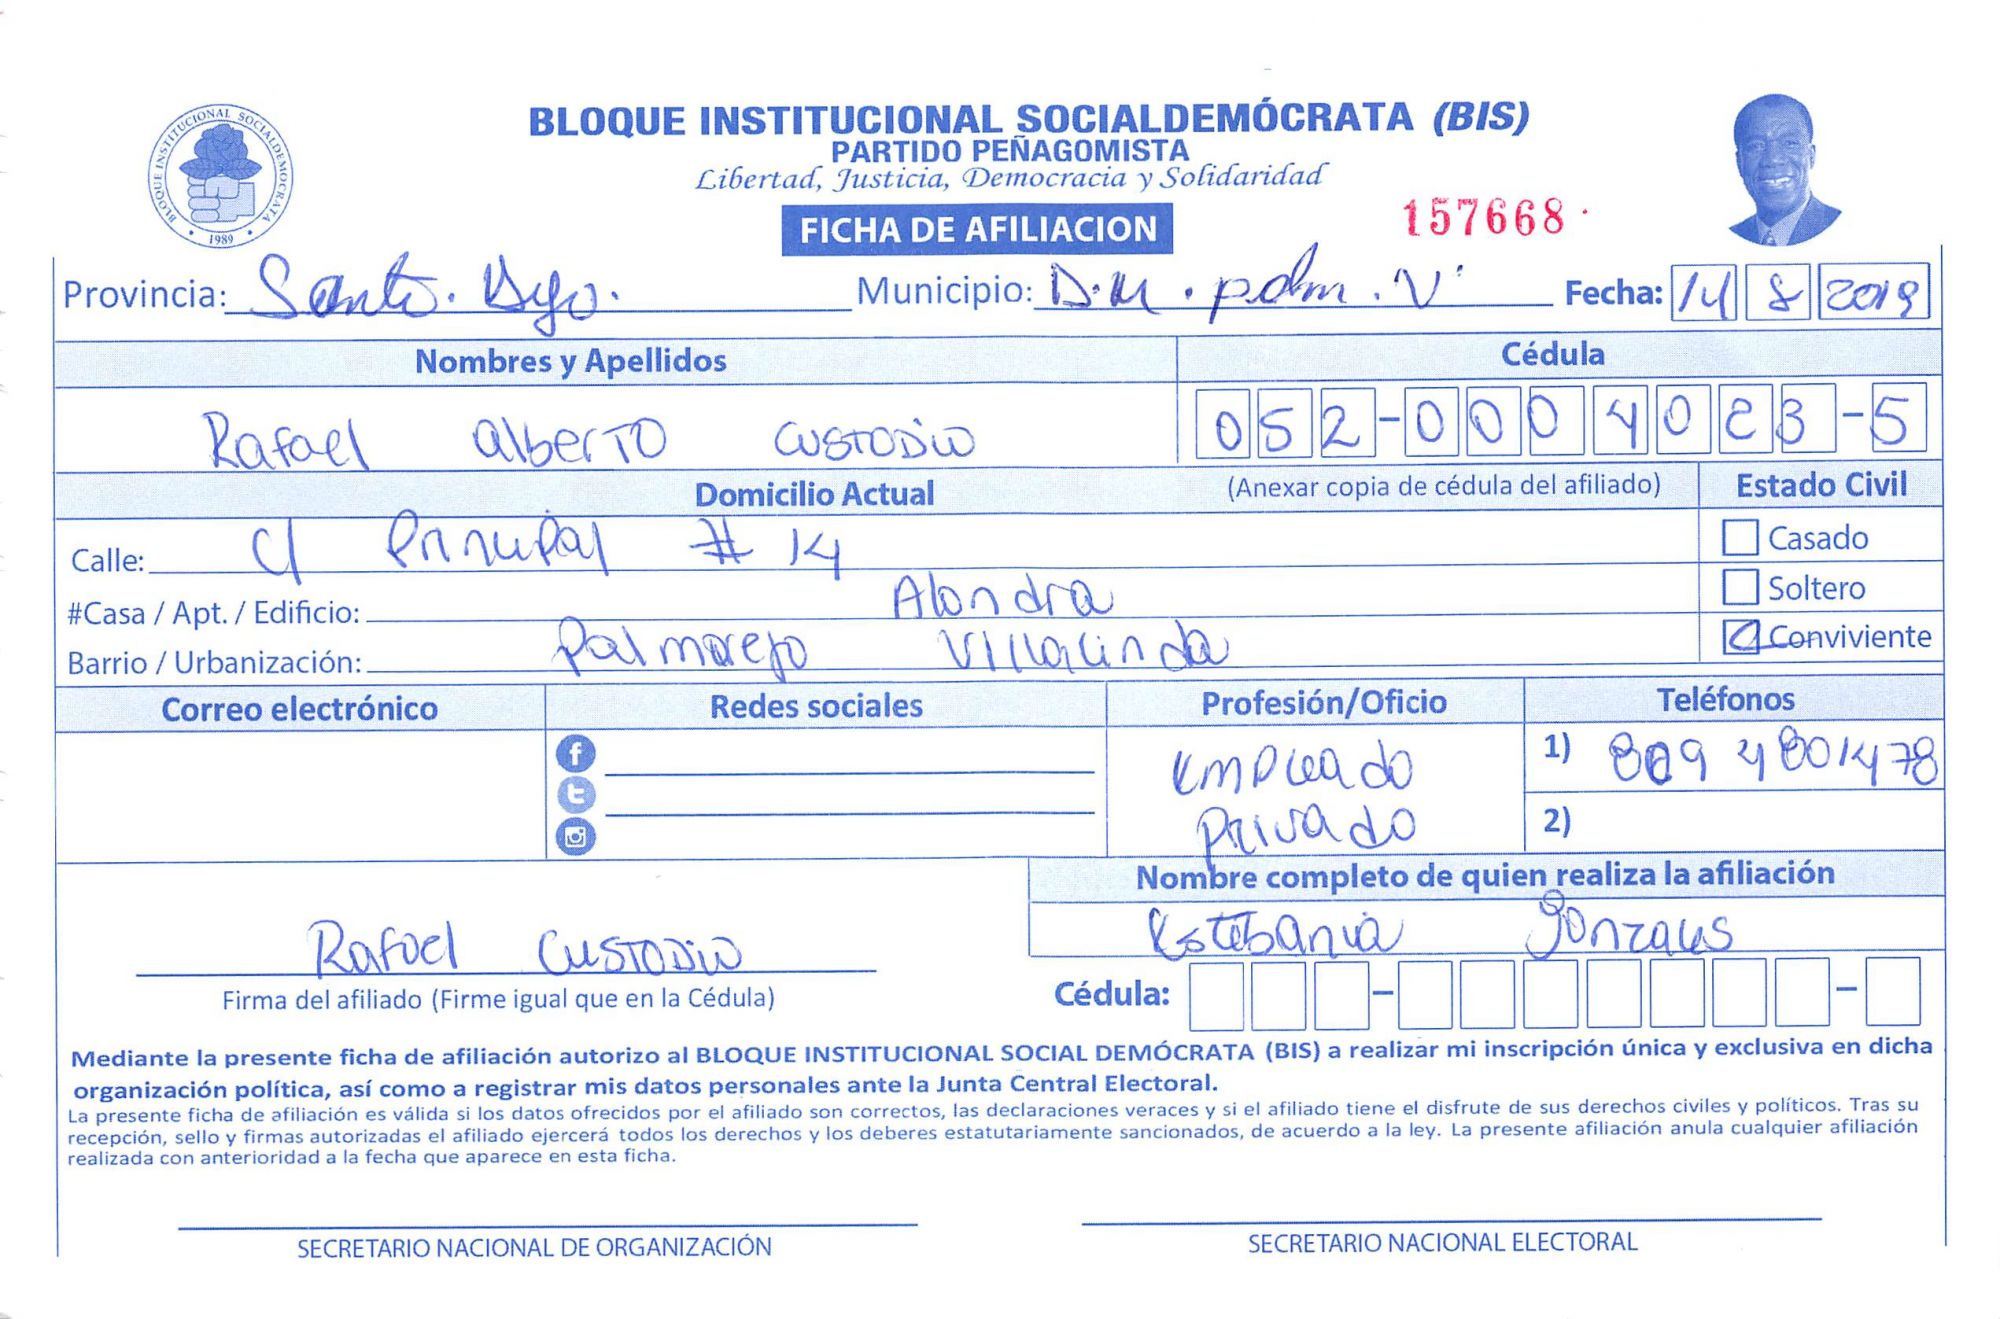 BLOQUE INSTITUCIONAL SOCIALDEMÓCRATA (BIS)
PARTIDO PEÑAGOMISTA
Libertad, Justicia, Democracia y Solidaridad
BLOQUE INSTITUCIONAL SOCIALDEMOCRATA
• 1989 •
FICHA DE AFILIACION
157668
Provincia: Santo. Dgo. Municipio: D.M. pdm. V Fecha: 14 8 2019
Nombres y Apellidos Cédula
Rafael Alberto CUSTODIO 052-0004023-5
Domicilio Actual (Anexar copia de cédula del afiliado) Estado Civil
Calle: C/ Principal # 14 Casado
#Casa / Apt. / Edificio: Alondra Soltero
Barrio / Urbanización: Palmarejo Villalinda Conviviente
Correo electrónico Redes sociales Profesión/Oficio Teléfonos
Empleado 1) 809 4801478
Privado 2)
Nombre completo de quien realiza la afiliación
Estebania Gonzales
Rafael CUSTODIO
Firma del afiliado (Firme igual que en la Cédula) Cédula: - -
Mediante la presente ficha de afiliación autorizo al BLOQUE INSTITUCIONAL SOCIAL DEMÓCRATA (BIS) a realizar mi inscripción única y exclusiva en dicha
organización política, así como a registrar mis datos personales ante la Junta Central Electoral.
La presente ficha de afiliación es válida si los datos ofrecidos por el afiliado son correctos, las declaraciones veraces y si el afiliado tiene el disfrute de sus derechos civiles y políticos. Tras su
recepción, sello y firmas autorizadas el afiliado ejercerá todos los derechos y los deberes estatutariamente sancionados, de acuerdo a la ley. La presente afiliación anula cualquier afiliación
realizada con anterioridad a la fecha que aparece en esta ficha.
SECRETARIO NACIONAL DE ORGANIZACIÓN SECRETARIO NACIONAL ELECTORAL